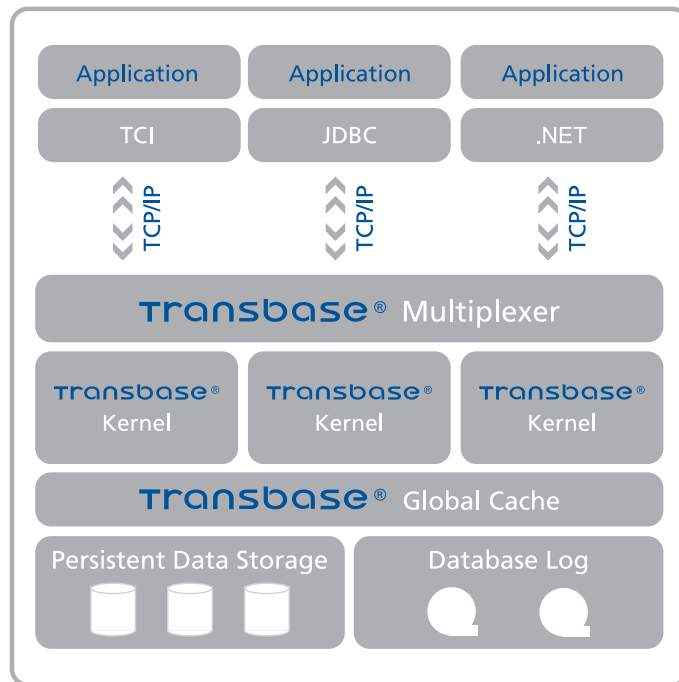 Application Application Application
TCI JDBC .NET
TCP/IP TCP/IP TCP/IP
Transbase® Multiplexer
Transbase® Transbase® Transbase®
Kernel Kernel Kernel
Transbase® Global Cache
Persistent Data Storage Database Log